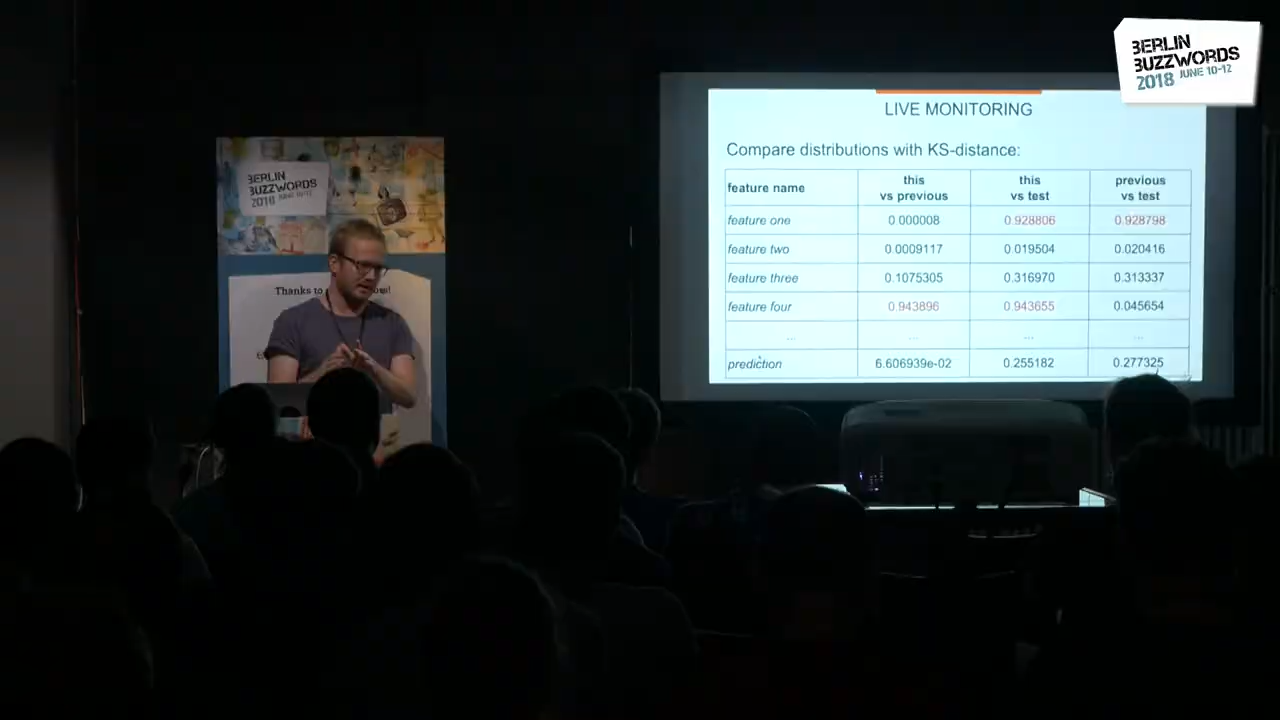 BERLIN
BUZZWORDS
2018 JUNE 10-12
LIVE MONITORING
Compare distributions with KS-distance:
feature name this vs previous this vs test previous vs test
feature one 0.000008 0.928806 0.928798
feature two 0.0009117 0.019504 0.020416
feature three 0.1075305 0.316970 0.313337
feature four 0.943896 0.943655 0.045654
... ... ... ...
prediction 6.606939e-02 0.255182 0.277325
BERLIN
BUZZWORDS
2018 JUNE 10-12
Thanks to